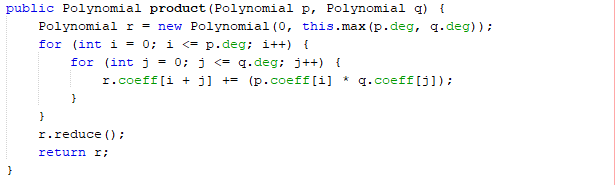 public Polynomial product(Polynomial p, Polynomial q) {
    Polynomial r = new Polynomial(0, this.max(p.deg, q.deg));
    for (int i = 0; i <= p.deg; i++) {
        for (int j = 0; j <= q.deg; j++) {
            r.coeff[i + j] += (p.coeff[i] * q.coeff[j]);
        }
    }
    r.reduce();
    return r;
}